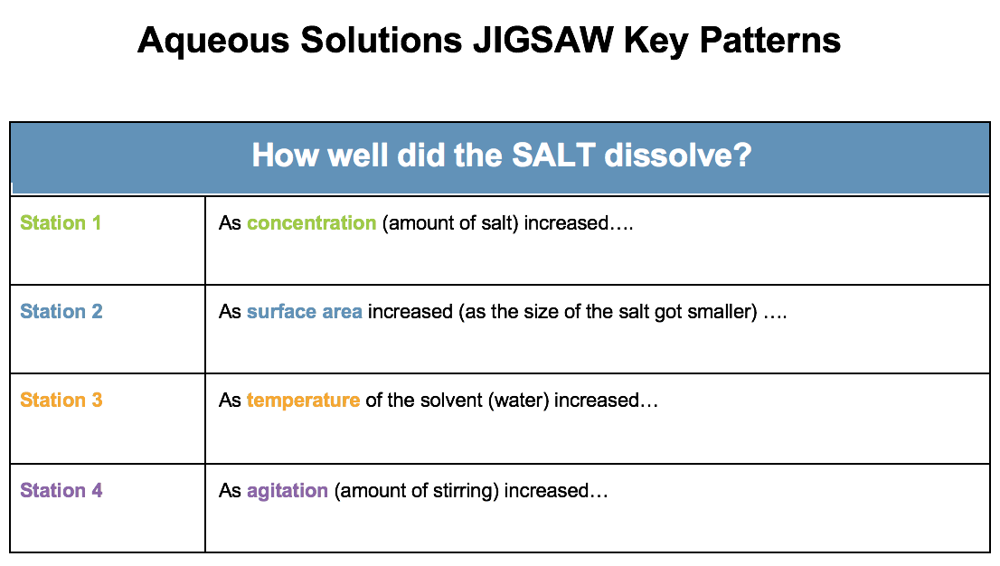 Aqueous Solutions JIGSAW Key Patterns
How well did the SALT dissolve?
Station 1
As concentration (amount of salt) increased….
Station 2
As surface area increased (as the size of the salt got smaller) ….
Station 3
As temperature of the solvent (water) increased…
Station 4
As agitation (amount of stirring) increased…